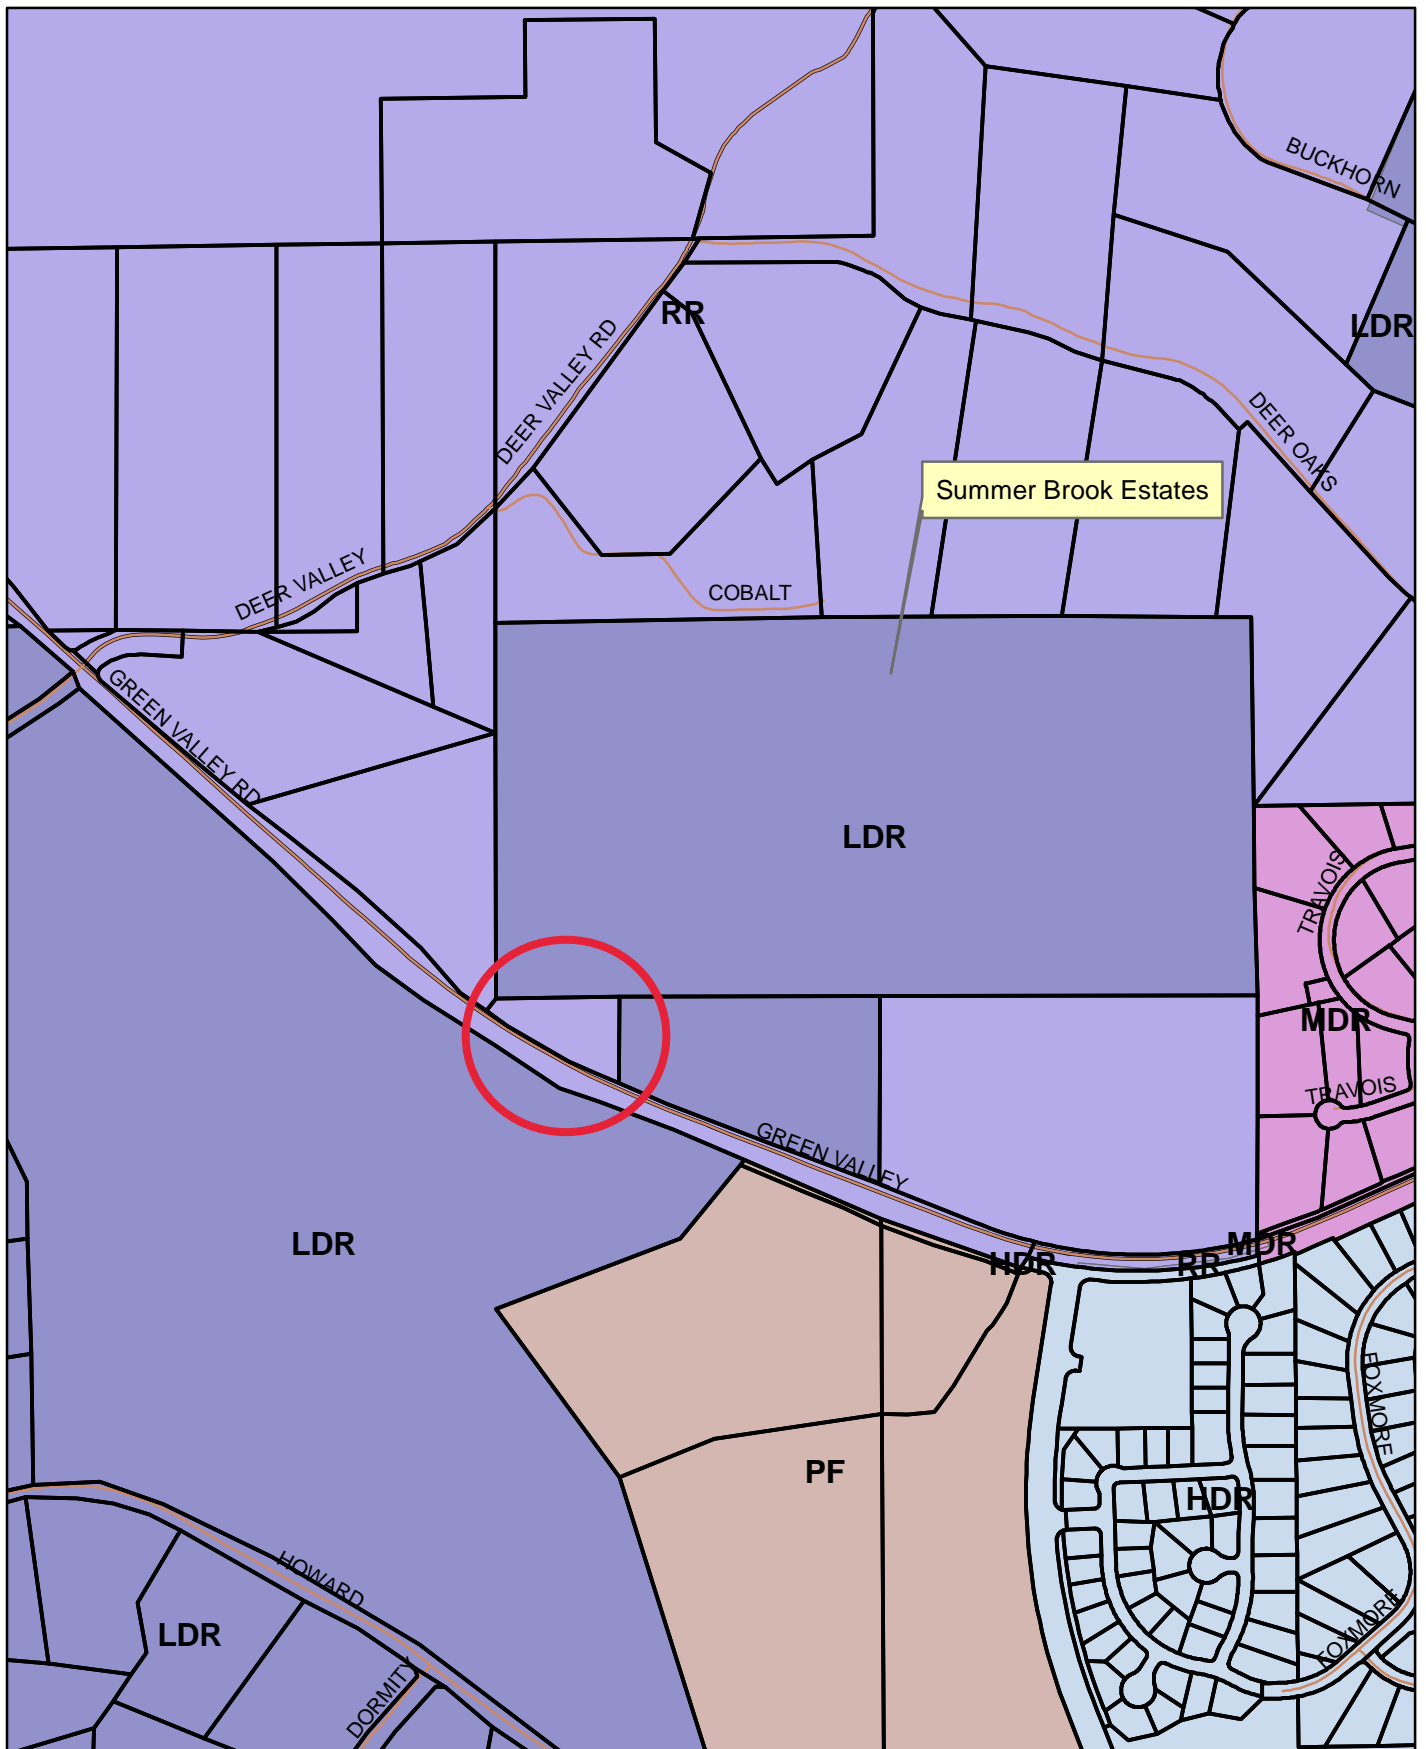 BUCKHORN
RR
LDR
DEER VALLEY RD
DEER OAKS
Summer Brook Estates
DEER VALLEY
COBALT
GREEN VALLEY RD
LDR
TRAVOIS
MDR
TRAVOIS
GREEN VALLEY
LDR
MDR
HDR
RR
FOXMORE
PF
HDR
HOWARD
FOXMORE
LDR
DORMITY